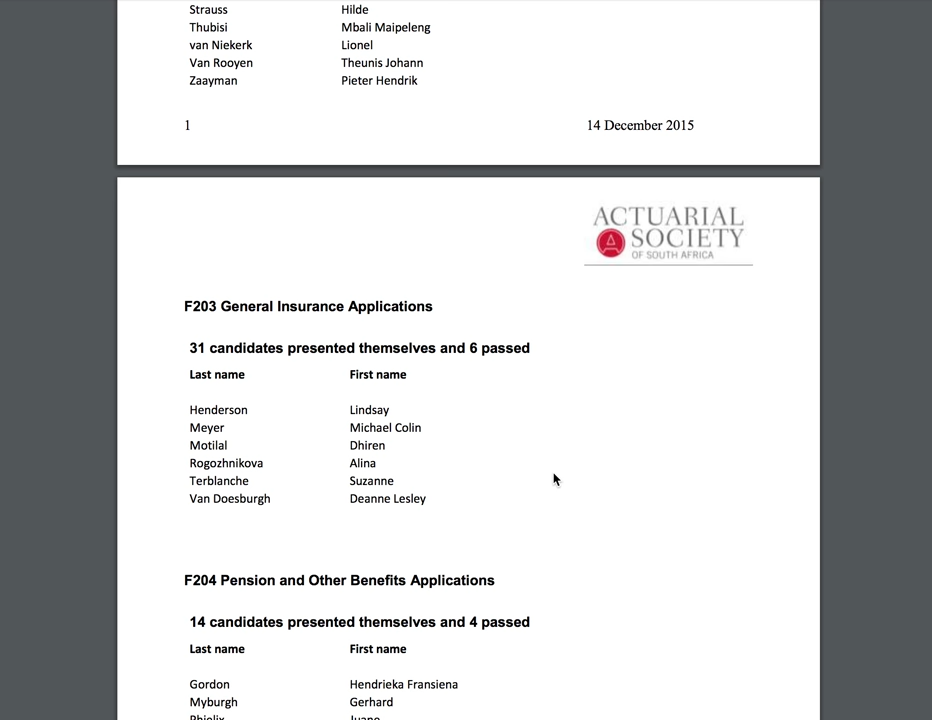 Strauss Hilde
Thubisi Mbali Maipeleng
van Niekerk Lionel
Van Rooyen Theunis Johann
Zaayman Pieter Hendrik
1 14 December 2015
ACTUARIAL
SOCIETY
OF SOUTH AFRICA
F203 General Insurance Applications
31 candidates presented themselves and 6 passed
Last name First name
Henderson Lindsay
Meyer Michael Colin
Motilal Dhiren
Rogozhnikova Alina
Terblanche Suzanne
Van Doesburgh Deanne Lesley
F204 Pension and Other Benefits Applications
14 candidates presented themselves and 4 passed
Last name First name
Gordon Hendrieka Fransiena
Myburgh Gerhard